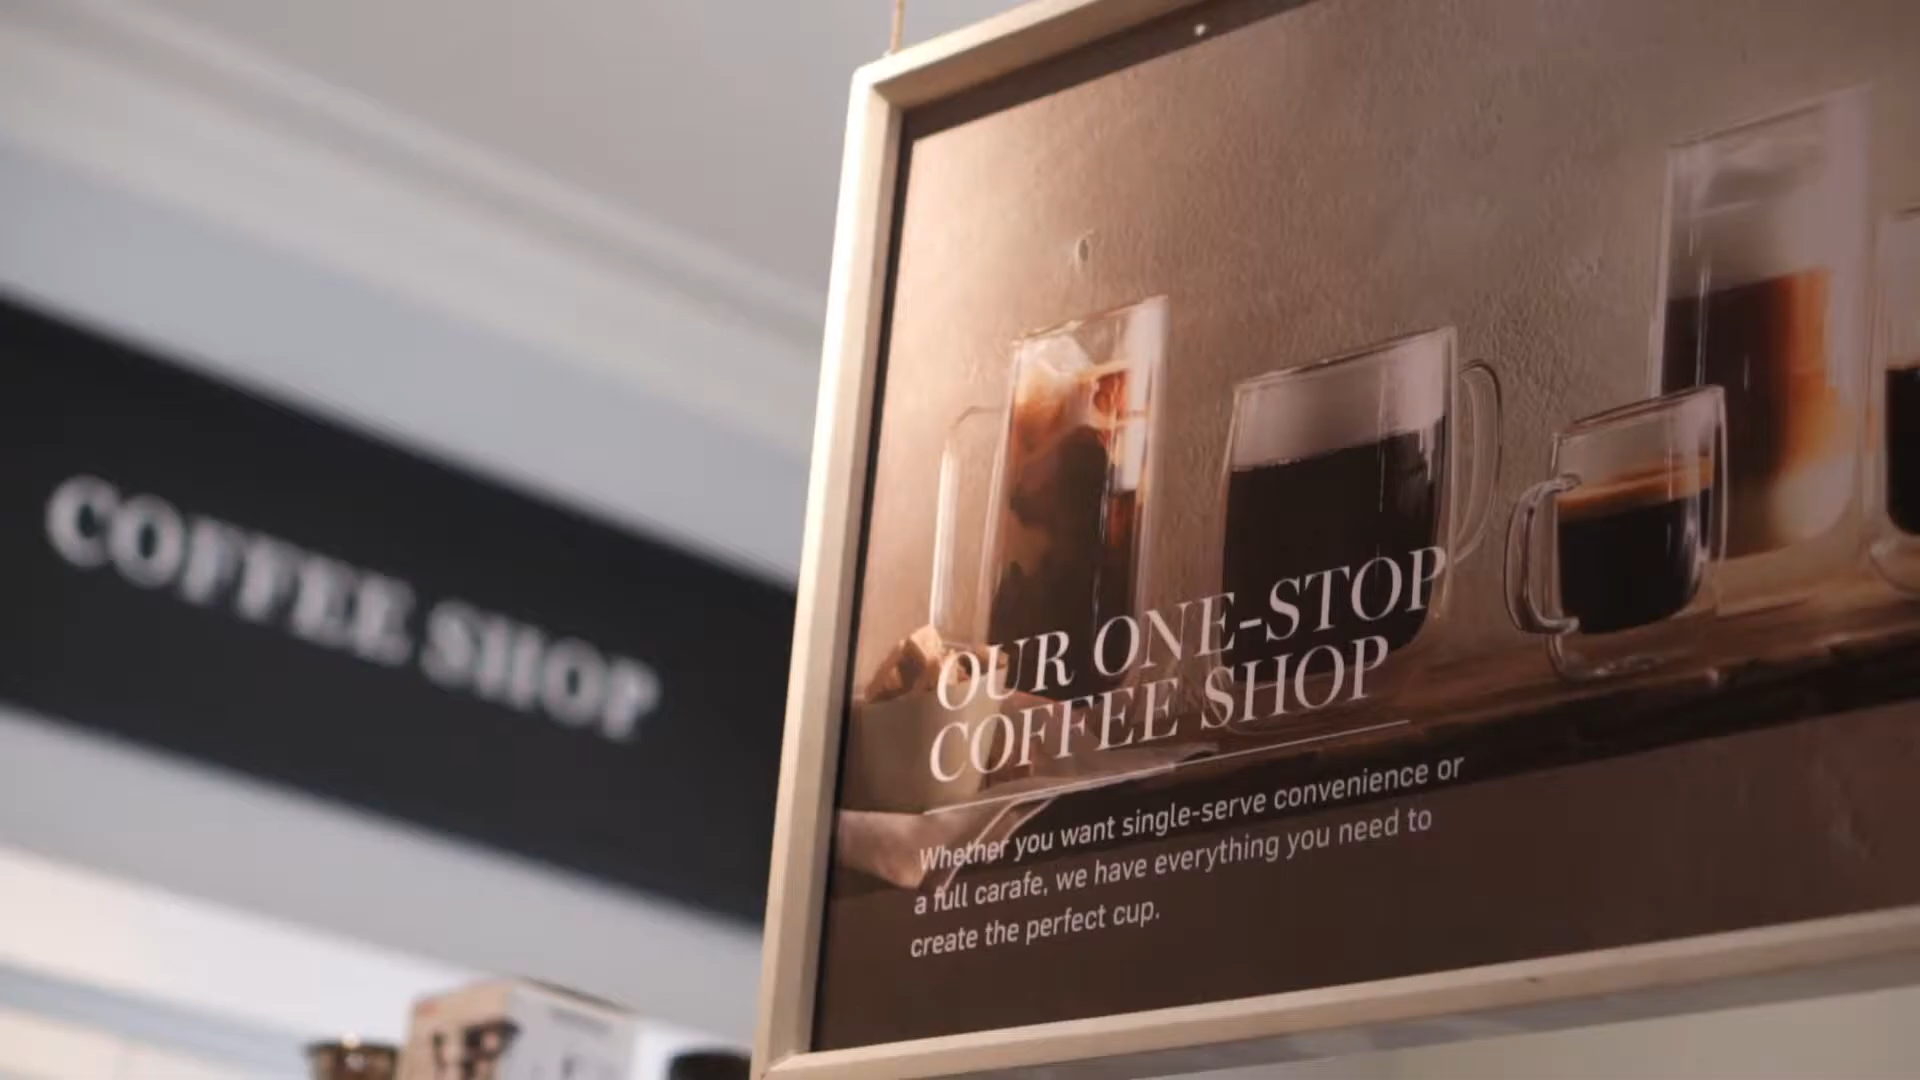 COFFEE SHOP
OUR ONE-STOP
COFFEE SHOP
Whether you want single-serve convenience or
a full carafe, we have everything you need to
create the perfect cup.